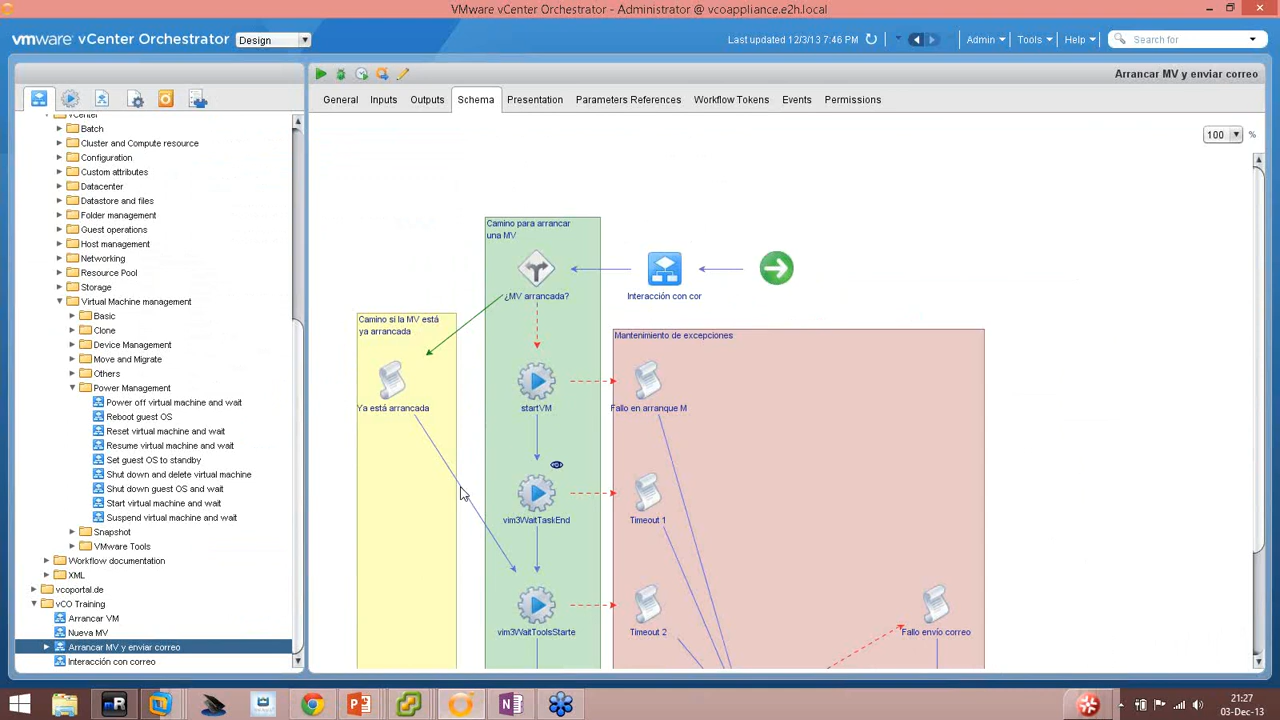 VMware vCenter Orchestrator - Administrator @ vcoappliance.e2h.local
vmware vCenter Orchestrator
Design
Last updated 12/3/13 7:46 PM
Admin
Tools
Help
Search for
Arrancar MV y enviar correo
General
Inputs
Outputs
Schema
Presentation
Parameters References
Workflow Tokens
Events
Permissions
100
%
vCenter
Batch
Cluster and Compute resource
Configuration
Custom attributes
Datacenter
Datastore and files
Folder management
Guest operations
Host management
Networking
Resource Pool
Storage
Virtual Machine management
Basic
Clone
Device Management
Move and Migrate
Others
Power Management
Power off virtual machine and wait
Reboot guest OS
Reset virtual machine and wait
Resume virtual machine and wait
Set guest OS to standby
Shut down and delete virtual machine
Shut down guest OS and wait
Start virtual machine and wait
Suspend virtual machine and wait
Snapshot
VMware Tools
Workflow documentation
XML
vcoportal.de
vCO Training
Arrancar VM
Nueva MV
Arrancar MV y enviar correo
Interacción con correo
Camino para arrancar
una MV
¿MV arrancada?
Interacción con cor
Camino si la MV está
ya arrancada
Mantenimiento de excepciones
Ya está arrancada
startVM
Fallo en arranque M
vim3WaitTaskEnd
Timeout 1
vim3WaitToolsStarte
Timeout 2
Fallo envío correo
21:27
03-Dec-13